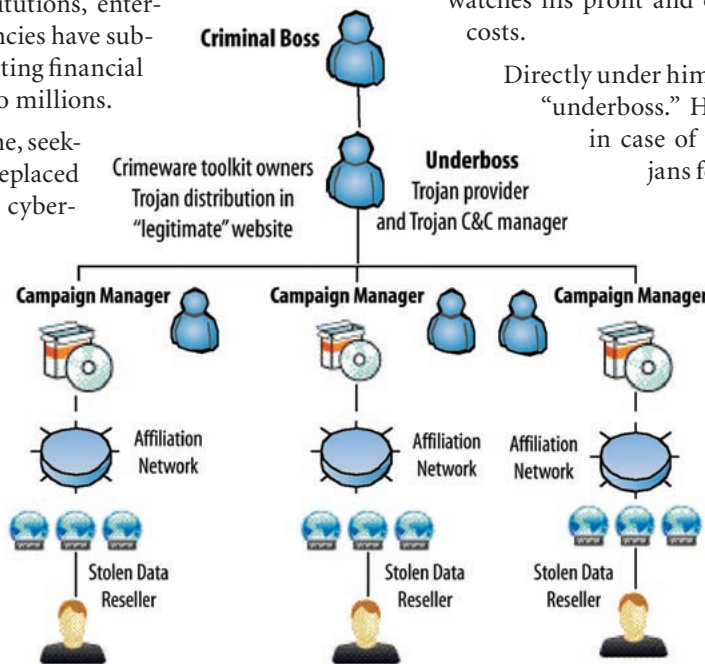 tutions, enter-
ncies have sub-
ting financial
o millions.
ne, seek-
eplaced
cyber-
watches his profit and
costs.
Directly under him
“underboss.” H
in case of
jans fo
Criminal Boss
Crimeware toolkit owners
Trojan distribution in
“legitimate” website
Underboss
Trojan provider
and Trojan C&C manager
Campaign Manager
Campaign Manager
Campaign Manager
Affiliation
Network
Affiliation
Network
Affiliation
Network
Stolen Data
Reseller
Stolen Data
Reseller
Stolen Data
Reseller